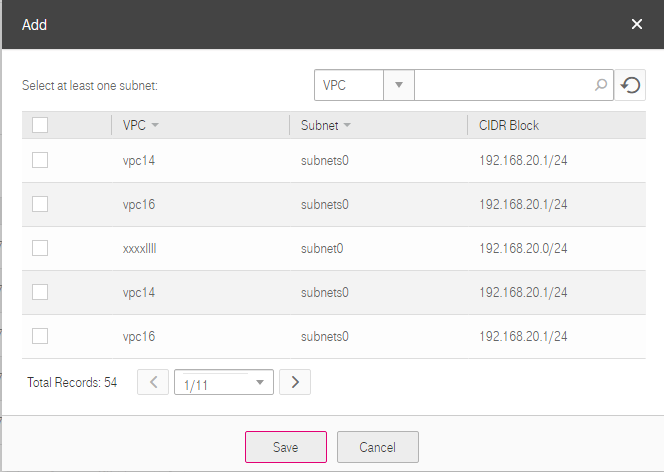 Add
Select at least one subnet: VPC
VPC Subnet CIDR Block
vpc14 subnets0 192.168.20.1/24
vpc16 subnets0 192.168.20.1/24
xxxxllll subnet0 192.168.20.0/24
vpc14 subnets0 192.168.20.1/24
vpc16 subnets0 192.168.20.1/24
Total Records: 54 1/11
Save Cancel